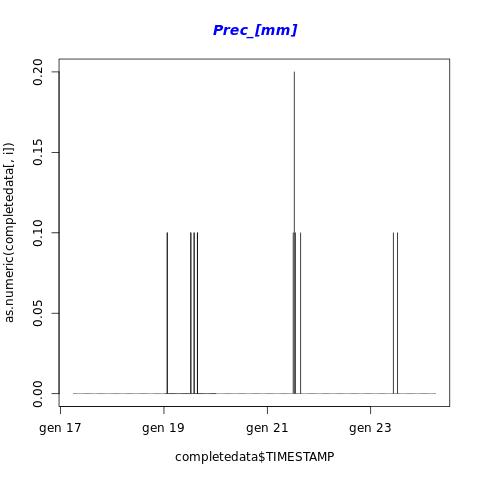 Prec_[mm]
as.numeric(completedata[, i])
0.20
0.15
0.10
0.05
0.00
gen 17 gen 19 gen 21 gen 23
completedata$TIMESTAMP